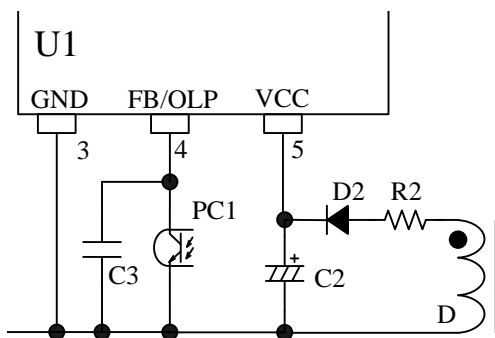 U1
GND FB/OLP VCC
3 4 5
D2 R2
PC1
C3 C2
+
D